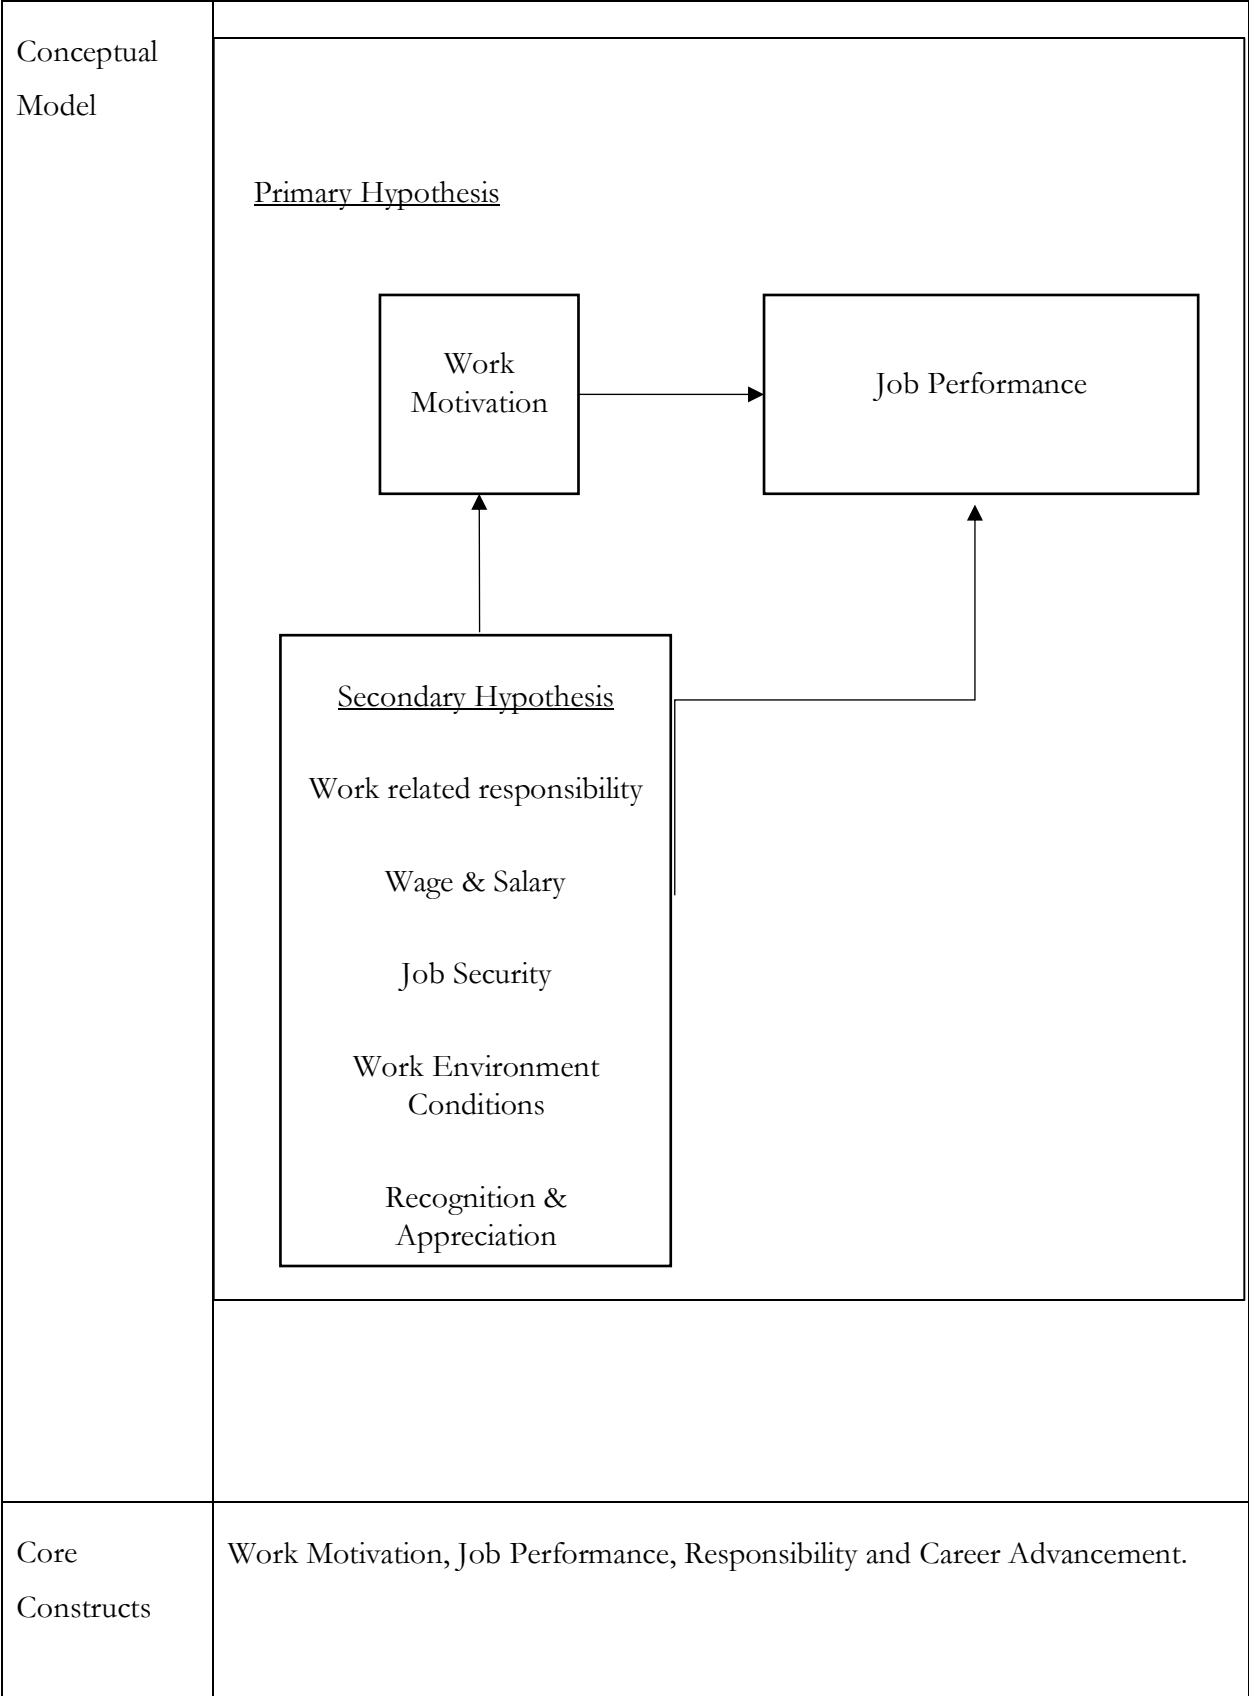 Conceptual
Model
Primary Hypothesis
Work
Motivation
Job Performance
Secondary Hypothesis
Work related responsibility
Wage & Salary
Job Security
Work Environment
Conditions
Recognition &
Appreciation
Core
Constructs
Work Motivation, Job Performance, Responsibility and Career Advancement.